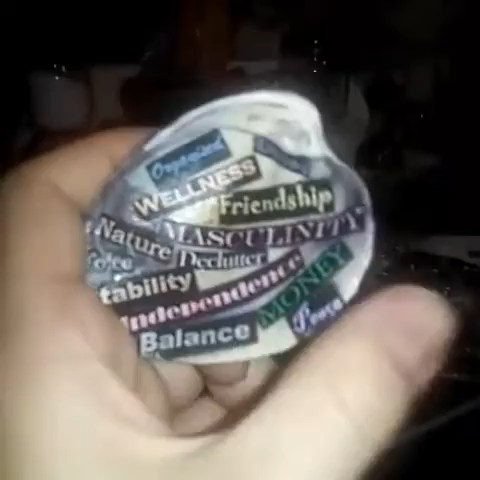 Organized
WELLNESS
Friendship
MASCULINITY
Nature
Declutter
tability
Independence
MONEY
Balance
Peace